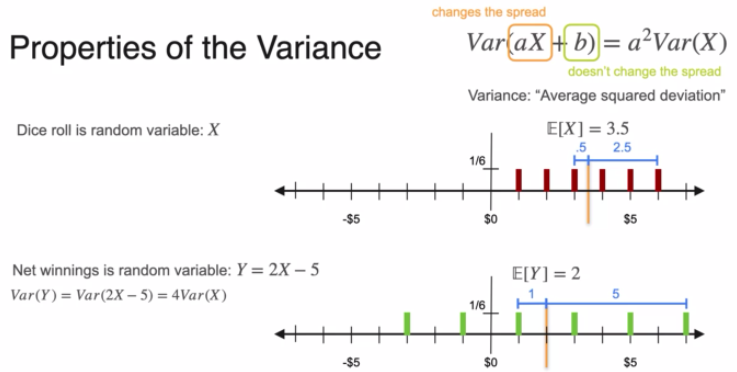 changes the spread
Properties of the Variance
Var(aX + b) = a²Var(X)
doesn't change the spread
Variance: “Average squared deviation”
Dice roll is random variable: X
𝔼[X] = 3.5
.5 2.5
1/6
-$5 $0 $5
Net winnings is random variable: Y = 2X − 5
𝔼[Y] = 2
Var(Y) = Var(2X − 5) = 4Var(X)
1 5
1/6
-$5 $0 $5